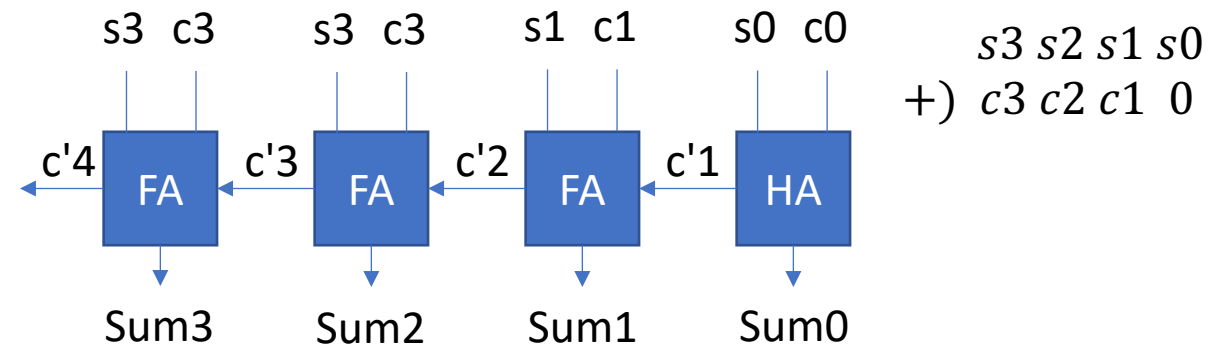 s3 c3 s3 c3 s1 c1 s0 c0
s3 s2 s1 s0
+) c3 c2 c1 0
c'4 FA c'3 FA c'2 FA c'1 HA
Sum3 Sum2 Sum1 Sum0